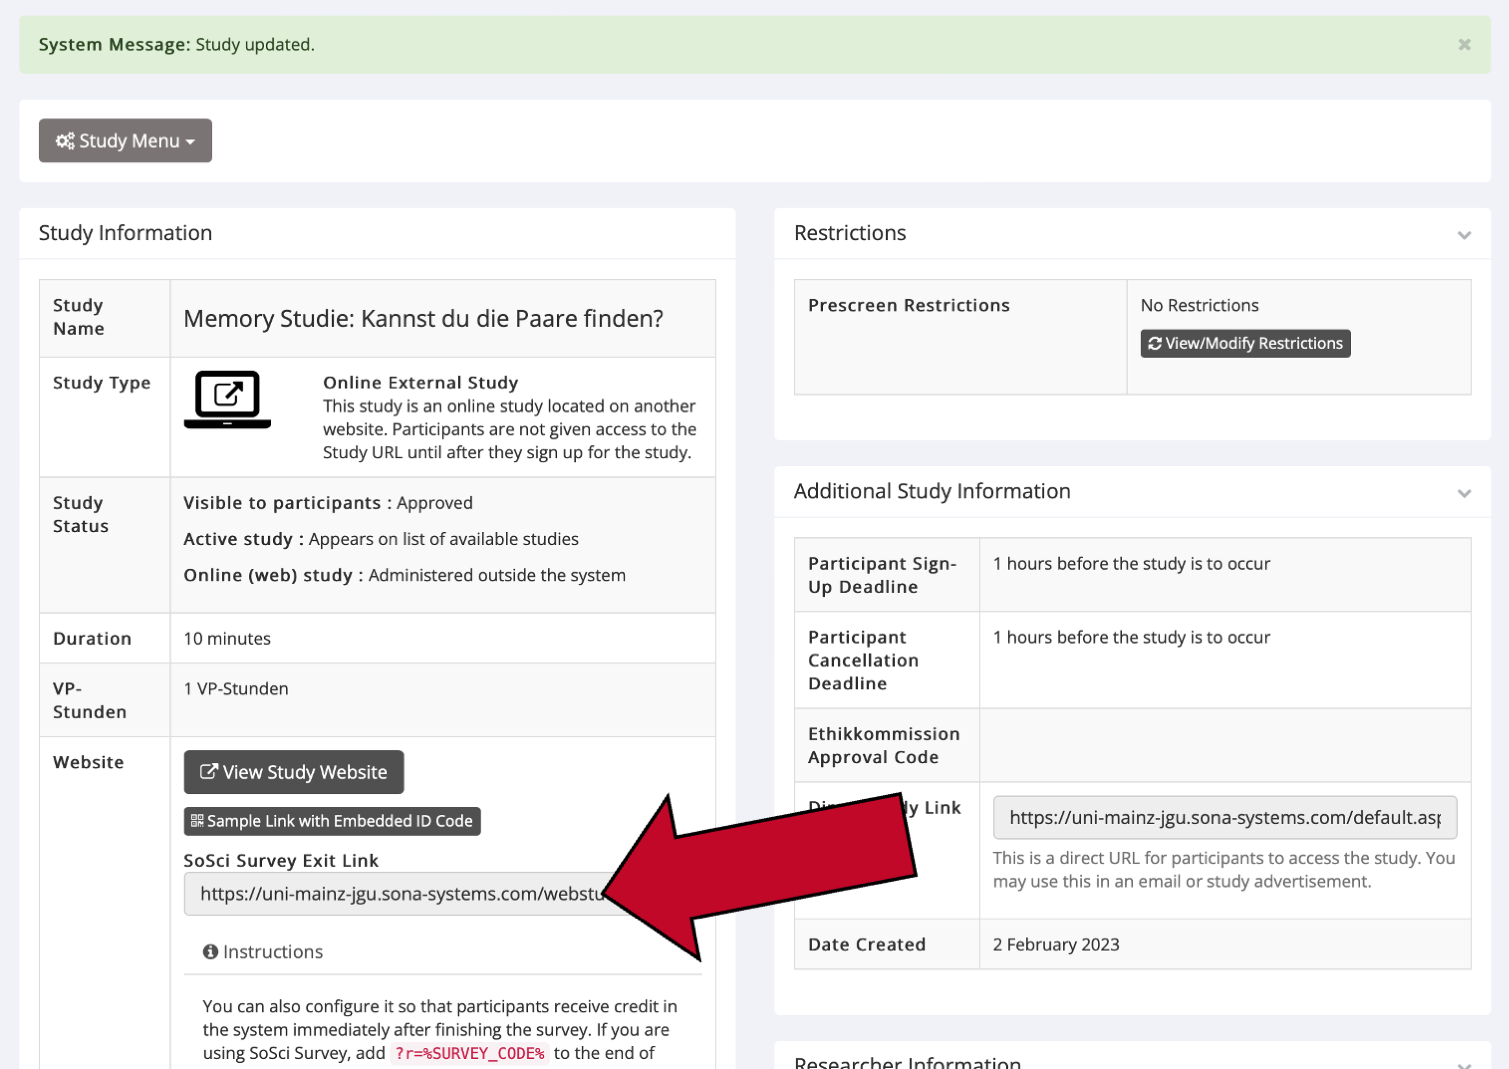 System Message: Study updated.
Study Menu
Study Information
Study
Name
Memory Studie: Kannst du die Paare finden?
Study Type
Online External Study
This study is an online study located on another
website. Participants are not given access to the
Study URL until after they sign up for the study.
Study
Status
Visible to participants : Approved
Active study : Appears on list of available studies
Online (web) study : Administered outside the system
Duration
10 minutes
VP-
Stunden
1 VP-Stunden
Website
View Study Website
Sample Link with Embedded ID Code
SoSci Survey Exit Link
https://uni-mainz-jgu.sona-systems.com/webstu
Instructions
You can also configure it so that participants receive credit in
the system immediately after finishing the survey. If you are
using SoSci Survey, add ?r=%SURVEY_CODE% to the end of
Restrictions
Prescreen Restrictions
No Restrictions
View/Modify Restrictions
Additional Study Information
Participant Sign-
Up Deadline
1 hours before the study is to occur
Participant
Cancellation
Deadline
1 hours before the study is to occur
Ethikkommission
Approval Code
Link
https://uni-mainz-jgu.sona-systems.com/default.asp
This is a direct URL for participants to access the study. You
may use this in an email or study advertisement.
Date Created
2 February 2023
Researcher Information